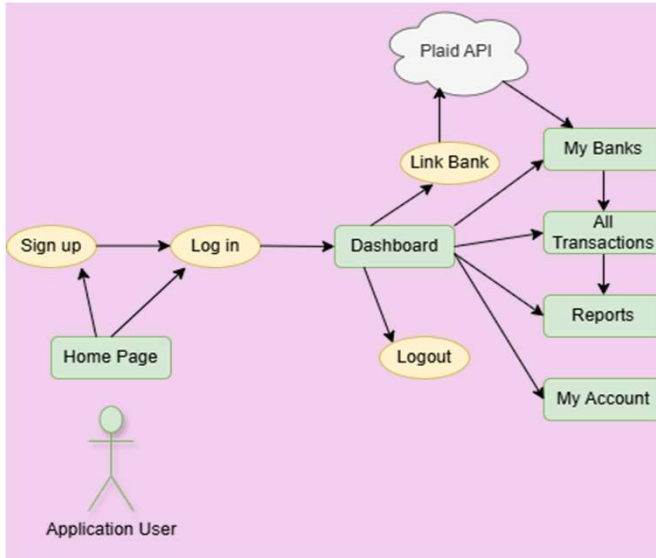 Plaid API
My Banks
Link Bank
Sign up
Log in
Dashboard
All
Transactions
Reports
Home Page
Logout
My Account
Application User